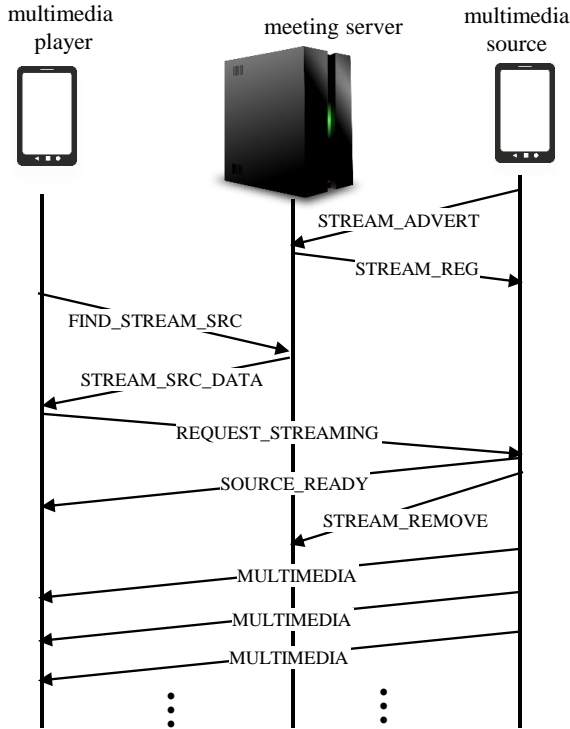 multimedia
player
meeting server
multimedia
source
STREAM_ADVERT
STREAM_REG
FIND_STREAM_SRC
STREAM_SRC_DATA
REQUEST_STREAMING
SOURCE_READY
STREAM_REMOVE
MULTIMEDIA
MULTIMEDIA
MULTIMEDIA